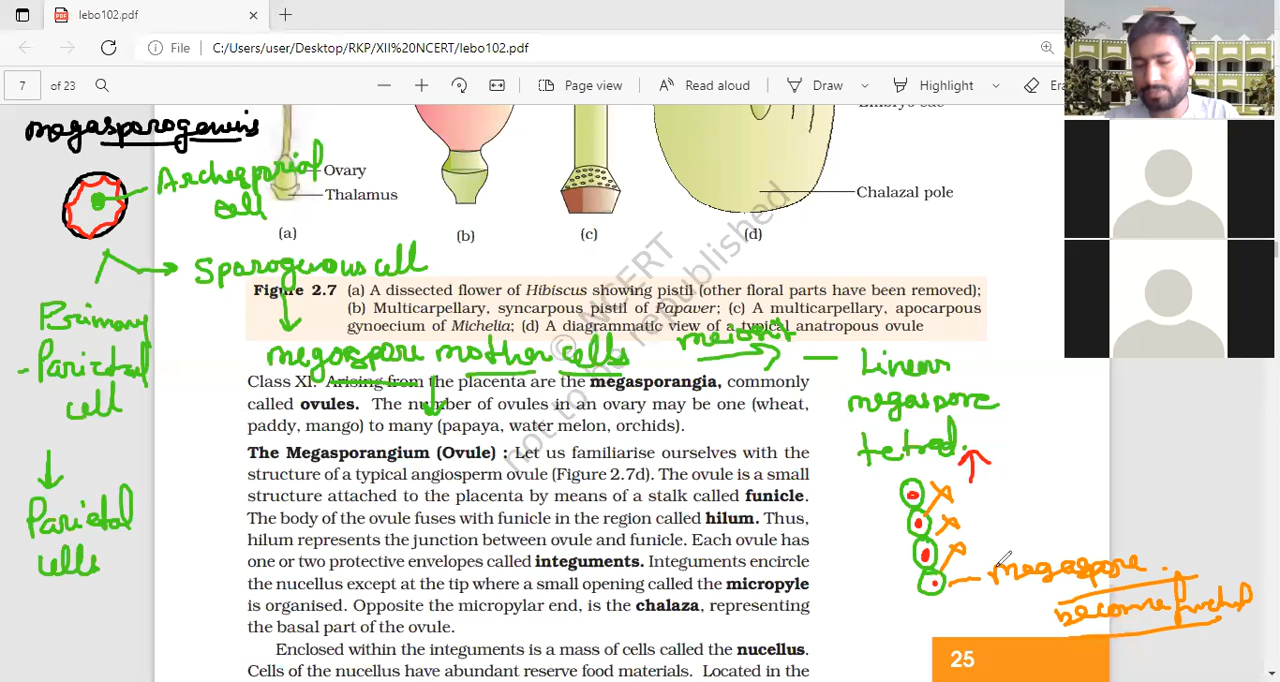 lebo102.pdf
File
C:/Users/user/Desktop/RKP/XII%20NCERT/lebo102.pdf
7
of 23
Page view
Read aloud
Draw
Highlight
Era
megasporogenesis
Archesporial
cell
Sporogenous cell
Primary
Parietal
cell
Parietal
cells
Ovary
Thalamus
(a)
(b)
(c)
(d)
Embryo sac
Chalazal pole
Figure 2.7 (a) A dissected flower of Hibiscus showing pistil (other floral parts have been removed);
(b) Multicarpellary, syncarpous pistil of Papaver; (c) A multicarpellary, apocarpous
gynoecium of Michelia; (d) A diagrammatic view of a typical anatropous ovule
megaspore mother cells
meiosis
Linear
megaspore
tetrad.
Class XI. Arising from the placenta are the megasporangia, commonly
called ovules. The number of ovules in an ovary may be one (wheat,
paddy, mango) to many (papaya, water melon, orchids).
The Megasporangium (Ovule) : Let us familiarise ourselves with the
structure of a typical angiosperm ovule (Figure 2.7d). The ovule is a small
structure attached to the placenta by means of a stalk called funicle.
The body of the ovule fuses with funicle in the region called hilum. Thus,
hilum represents the junction between ovule and funicle. Each ovule has
one or two protective envelopes called integuments. Integuments encircle
the nucellus except at the tip where a small opening called the micropyle
is organised. Opposite the micropylar end, is the chalaza, representing
the basal part of the ovule.
Enclosed within the integuments is a mass of cells called the nucellus.
Cells of the nucellus have abundant reserve food materials. Located in the
megaspore.
become
25
© NCERT
not to be republished